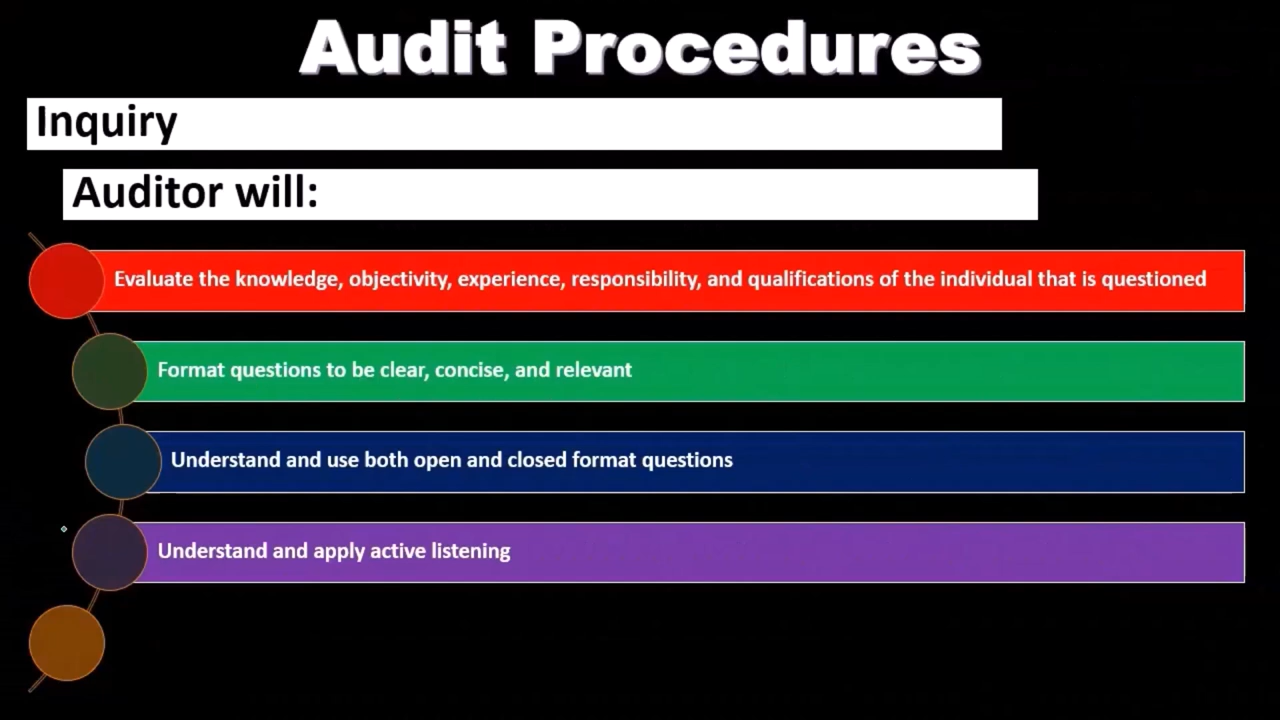 Audit Procedures
Inquiry
Auditor will:
Evaluate the knowledge, objectivity, experience, responsibility, and qualifications of the individual that is questioned
Format questions to be clear, concise, and relevant
Understand and use both open and closed format questions
Understand and apply active listening